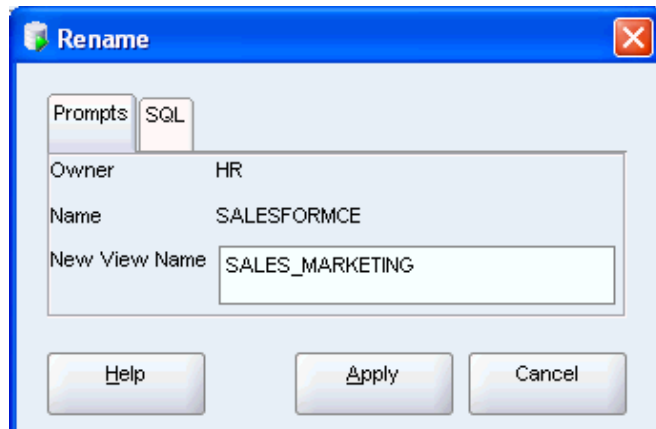 Rename
Prompts SQL
Owner HR
Name SALESFORMCE
New View Name SALES_MARKETING
Help Apply Cancel